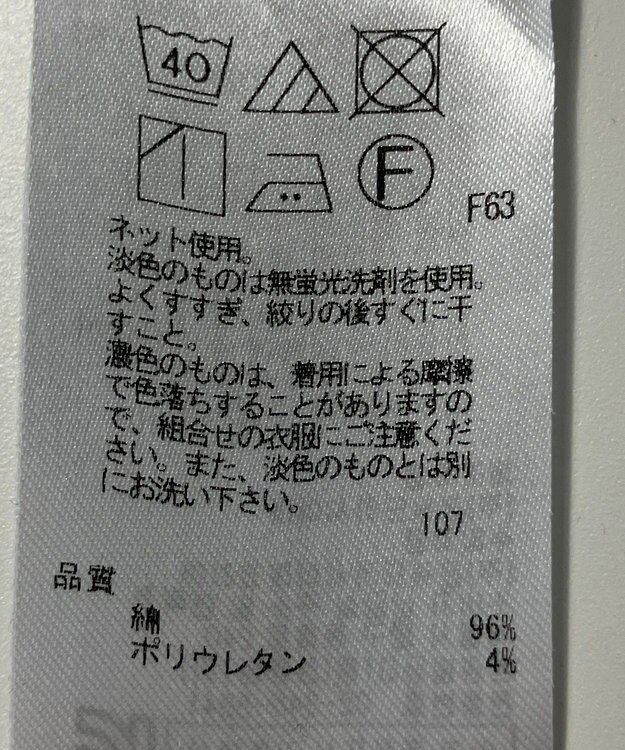 40
F
F63
ネット使用。
淡色のものは無蛍光洗剤を使用。
よくすすぎ、絞りの後すぐに干
すこと。
濃色のものは、着用による摩擦
で色落ちすることがありますの
で、組合せの衣服にご注意くだ
さい。また、淡色のものとは別
にお洗い下さい。
107
品質
綿 96%
ポリウレタン 4%